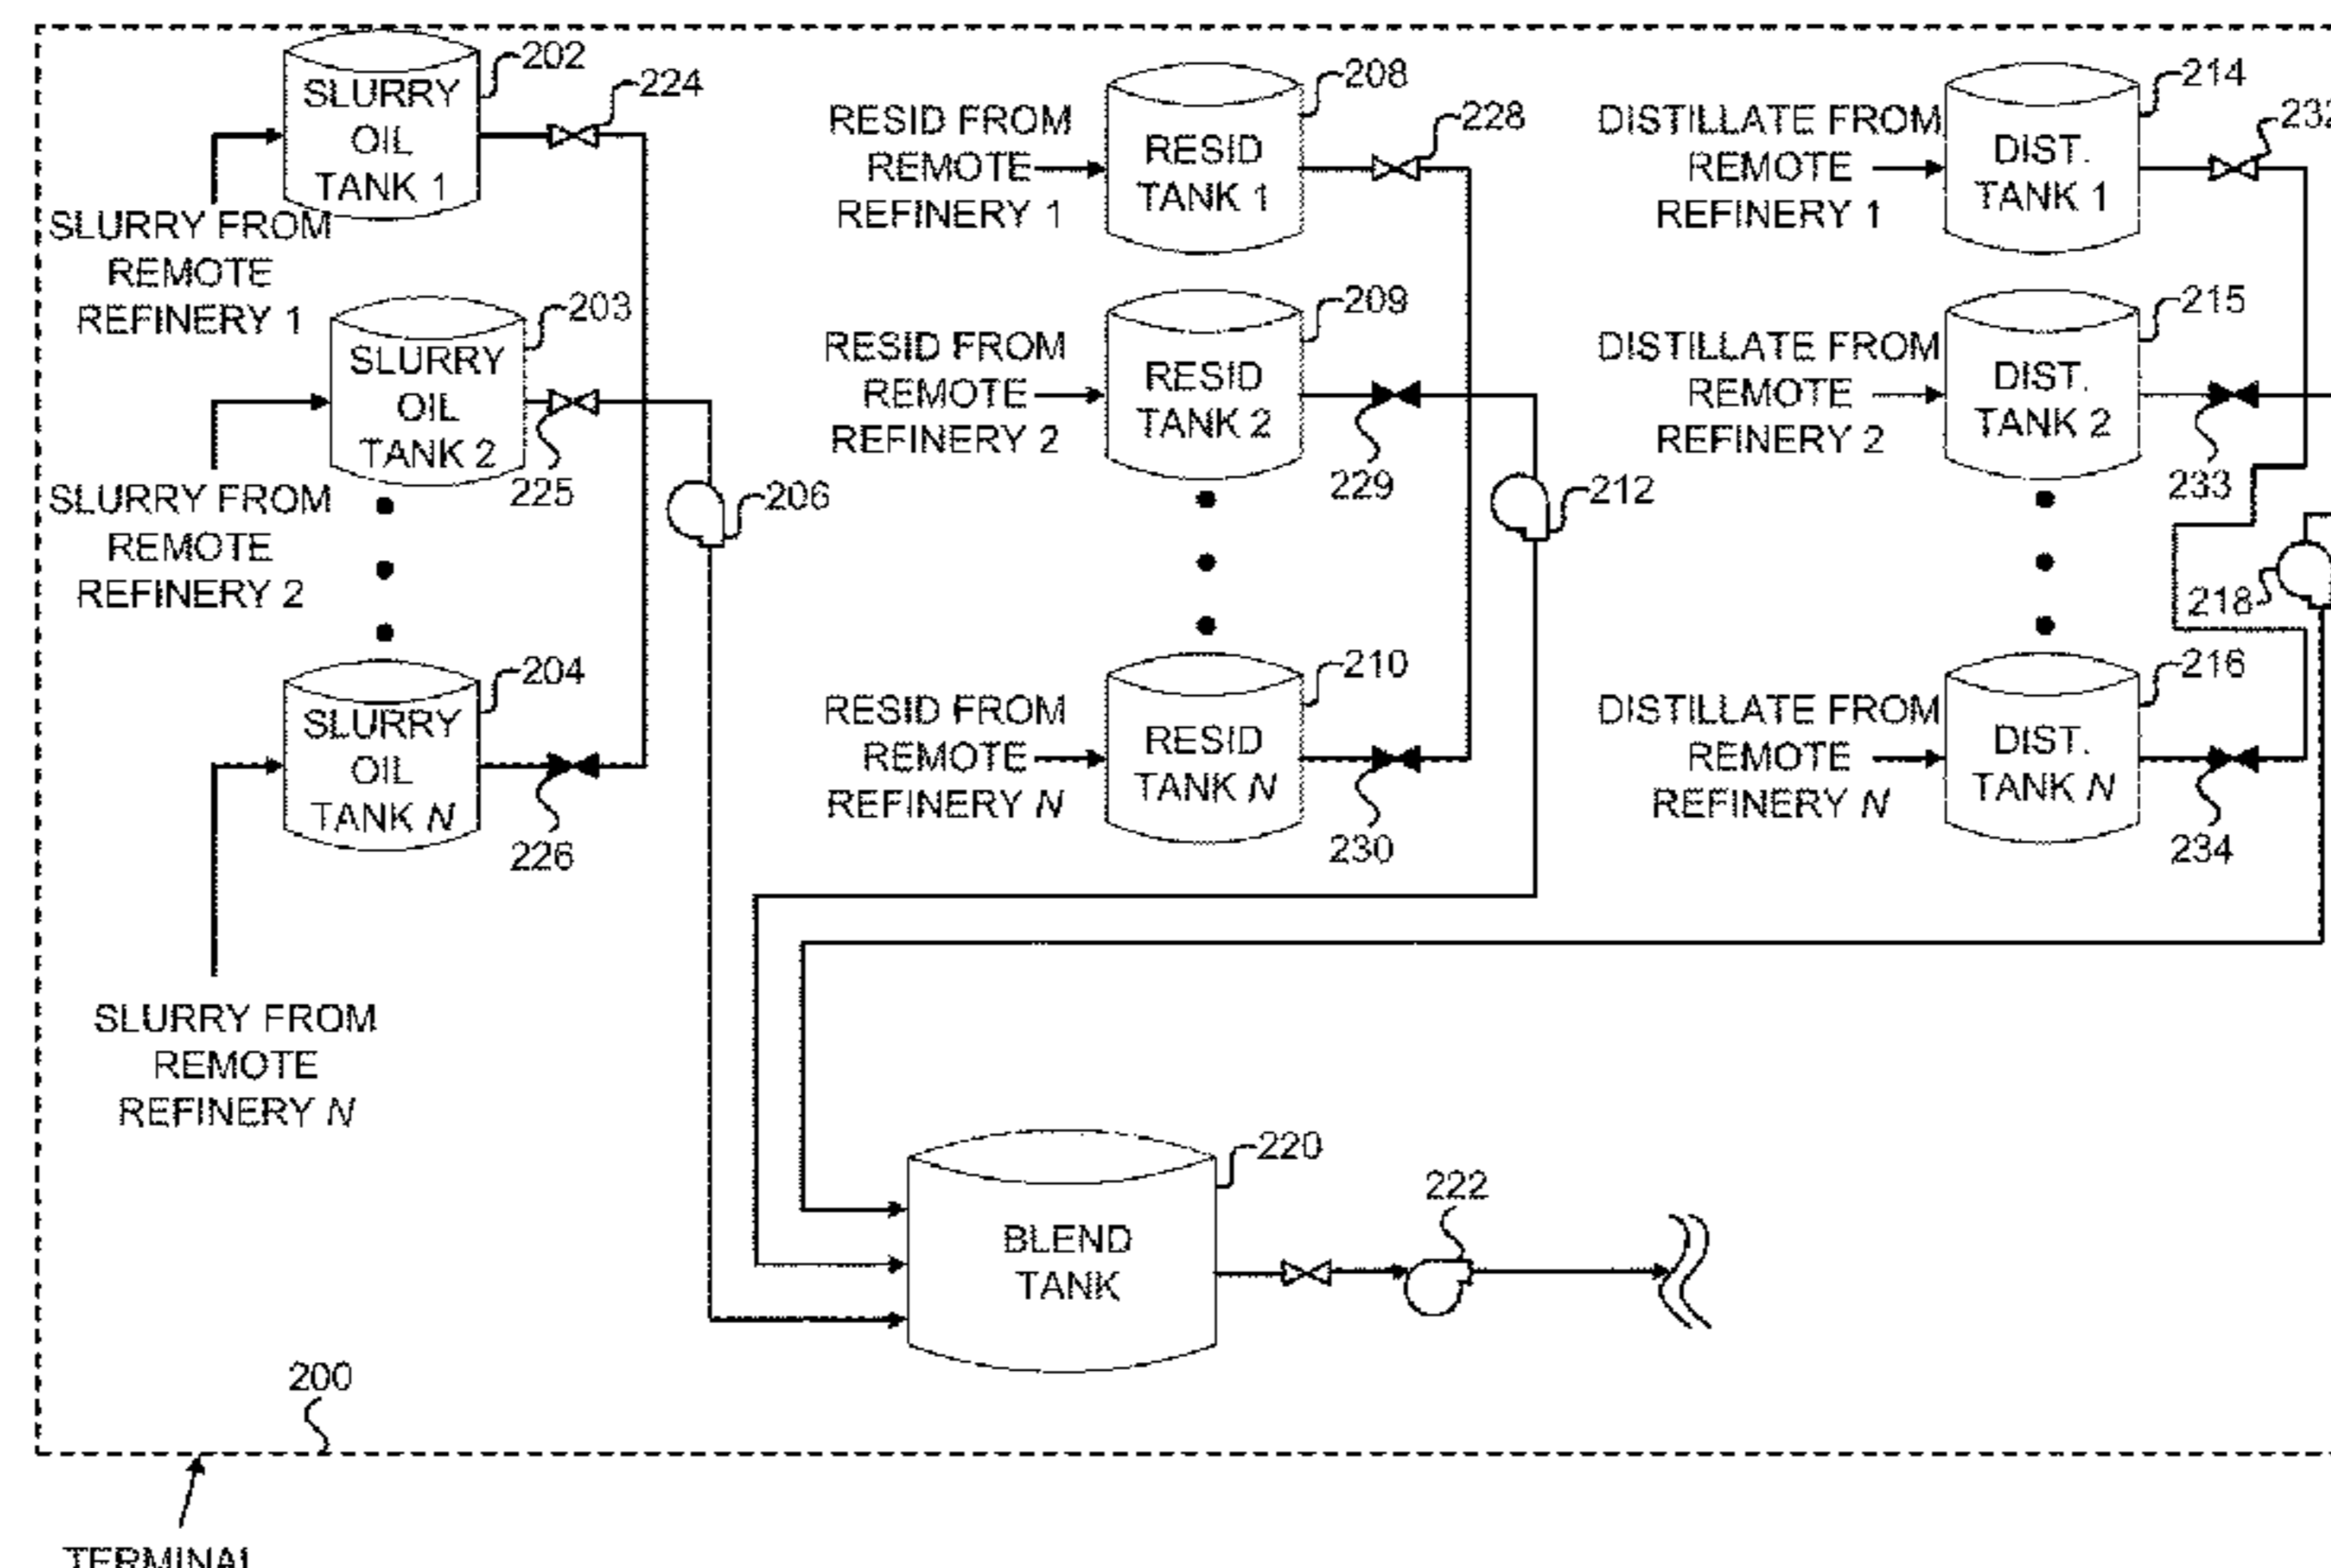 202
SLURRY
OIL
TANK 1
224
SLURRY FROM
REMOTE
REFINERY 1
203
SLURRY
OIL
TANK 2
225
206
SLURRY FROM
REMOTE
REFINERY 2
204
SLURRY
OIL
TANK N
226
SLURRY FROM
REMOTE
REFINERY N
208
RESID FROM
REMOTE
REFINERY 1
RESID
TANK 1
228
209
RESID FROM
REMOTE
REFINERY 2
RESID
TANK 2
229
212
210
RESID FROM
REMOTE
REFINERY N
RESID
TANK N
230
214
DISTILLATE FROM
REMOTE
REFINERY 1
DIST.
TANK 1
232
215
DISTILLATE FROM
REMOTE
REFINERY 2
DIST.
TANK 2
233
218
216
DISTILLATE FROM
REMOTE
REFINERY N
DIST.
TANK N
234
220
BLEND
TANK
222
200
TERMINAL